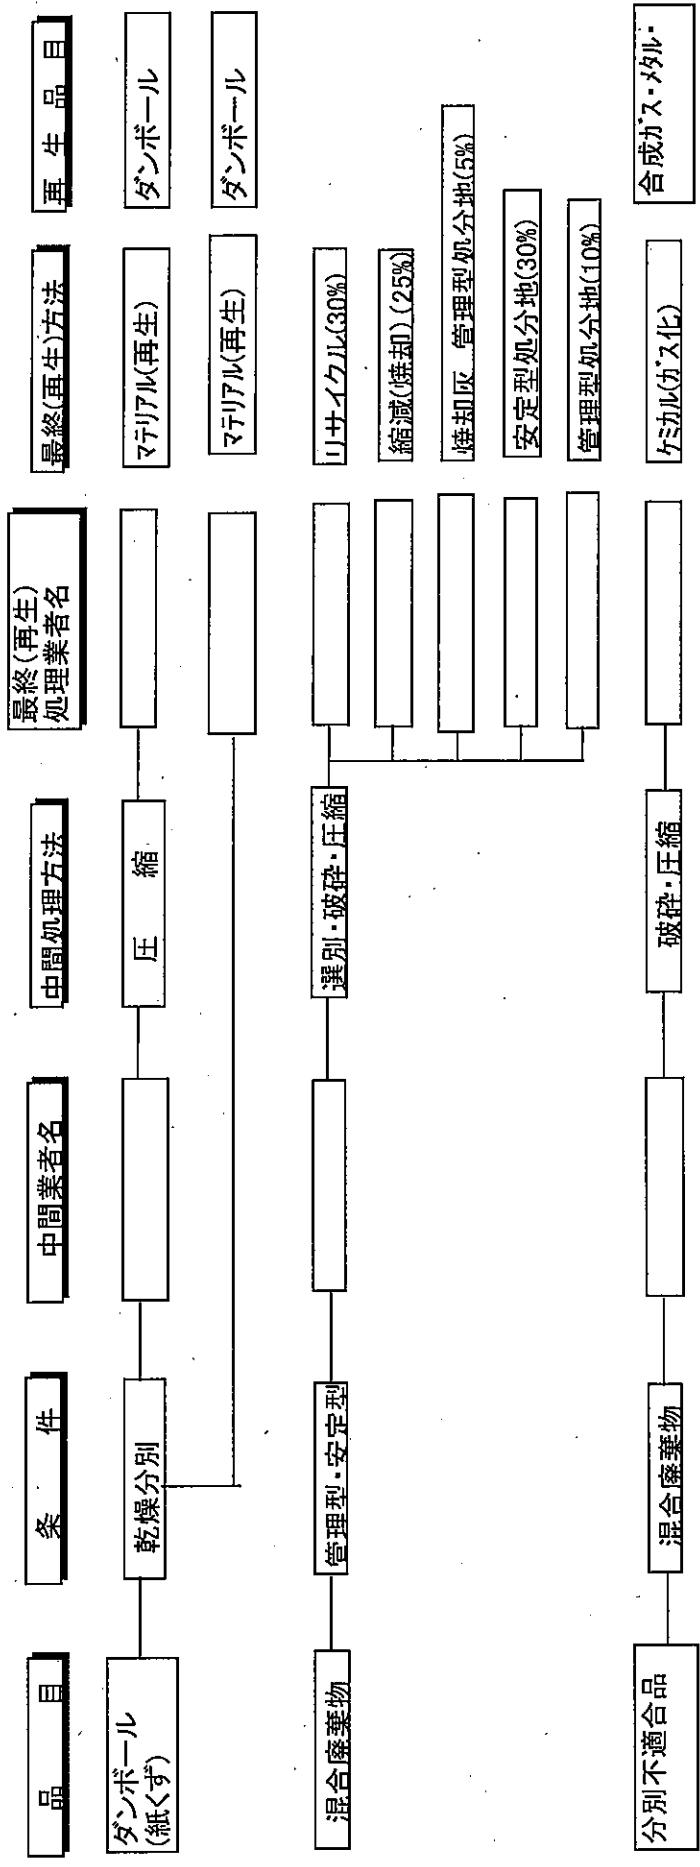 品　目
条　件
中間業者名
中間処理方法
最終(再生)
処理業者名
最終(再生)方法
再 生 品 目
ダンボール
(紙くず)
乾燥分別
圧　縮
マテリアル(再生)
ダンボール
マテリアル(再生)
ダンボール
混合廃棄物
管理型・安定型
選別・破砕・圧縮
リサイクル(30%)
縮減(焼却)(25%)
焼却灰 管理型処分地(5%)
安定型処分地(30%)
管理型処分地(10%)
分別不適合品
混合廃棄物
破砕・圧縮
ケミカル(ガス化)
合成ガス・メタル・